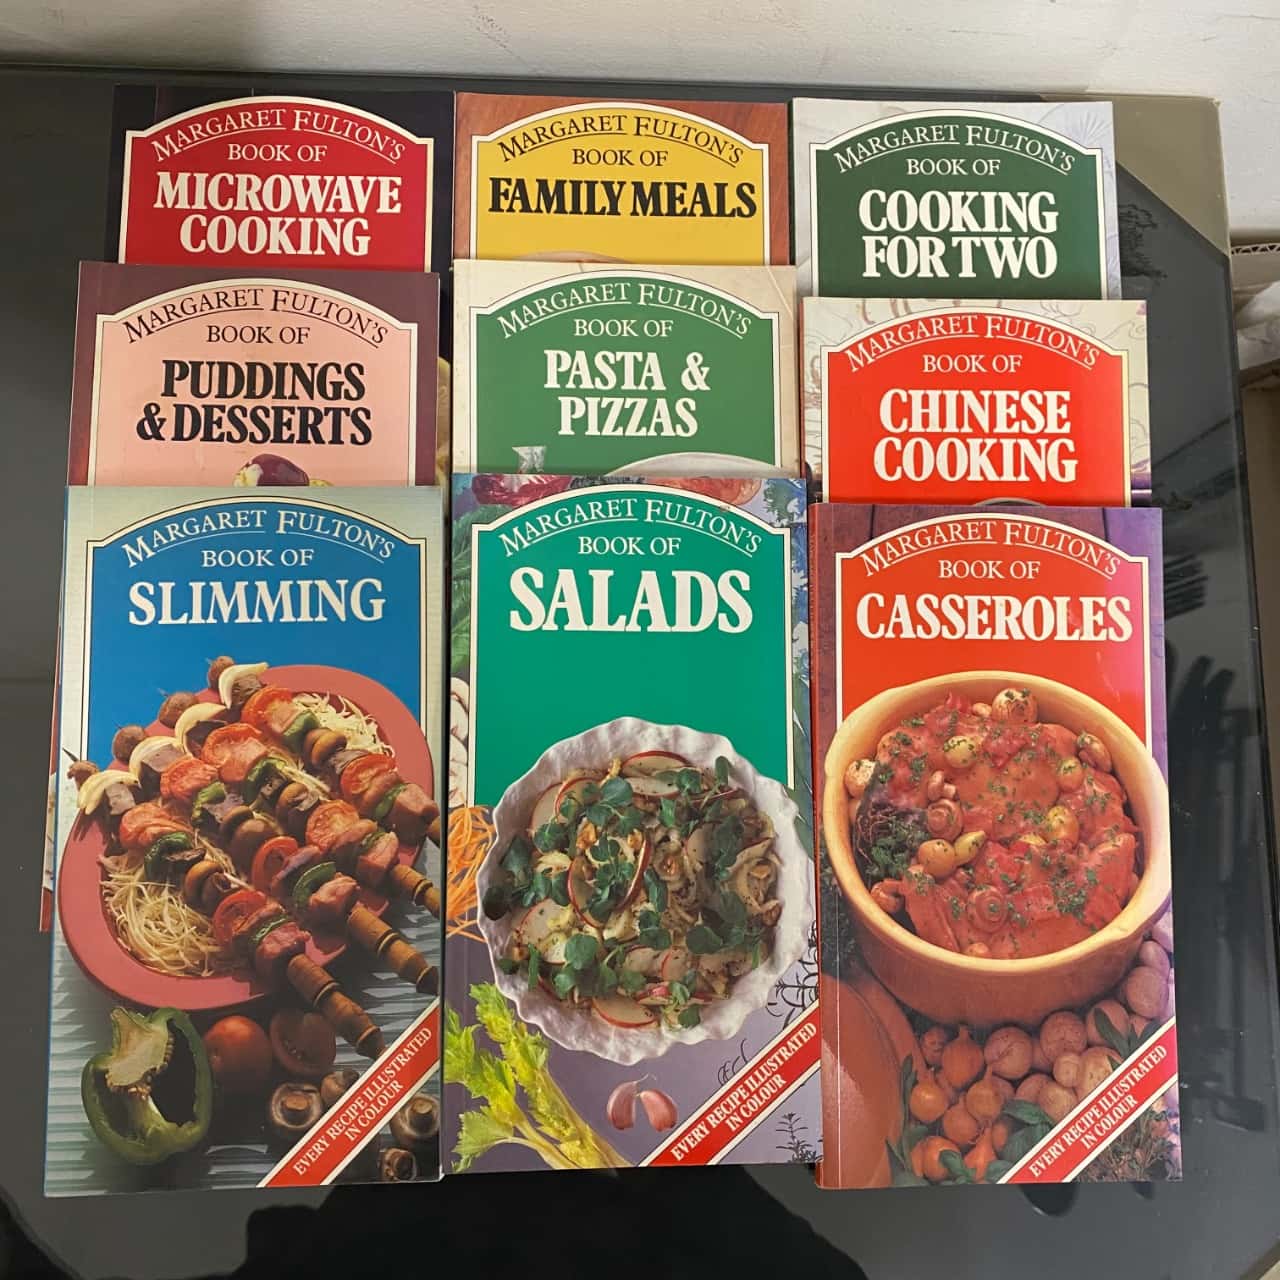 MARGARET FULTON'S
BOOK OF
MICROWAVE
COOKING
MARGARET FULTON'S
BOOK OF
FAMILY MEALS
MARGARET FULTON'S
BOOK OF
COOKING
FOR TWO
MARGARET FULTON'S
BOOK OF
PUDDINGS
& DESSERTS
MARGARET FULTON'S
BOOK OF
PASTA &
PIZZAS
MARGARET FULTON'S
BOOK OF
CHINESE
COOKING
MARGARET FULTON'S
BOOK OF
SLIMMING
EVERY RECIPE ILLUSTRATED
IN COLOUR
MARGARET FULTON'S
BOOK OF
SALADS
EVERY RECIPE ILLUSTRATED
IN COLOUR
MARGARET FULTON'S
BOOK OF
CASSEROLES
EVERY RECIPE ILLUSTRATED
IN COLOUR